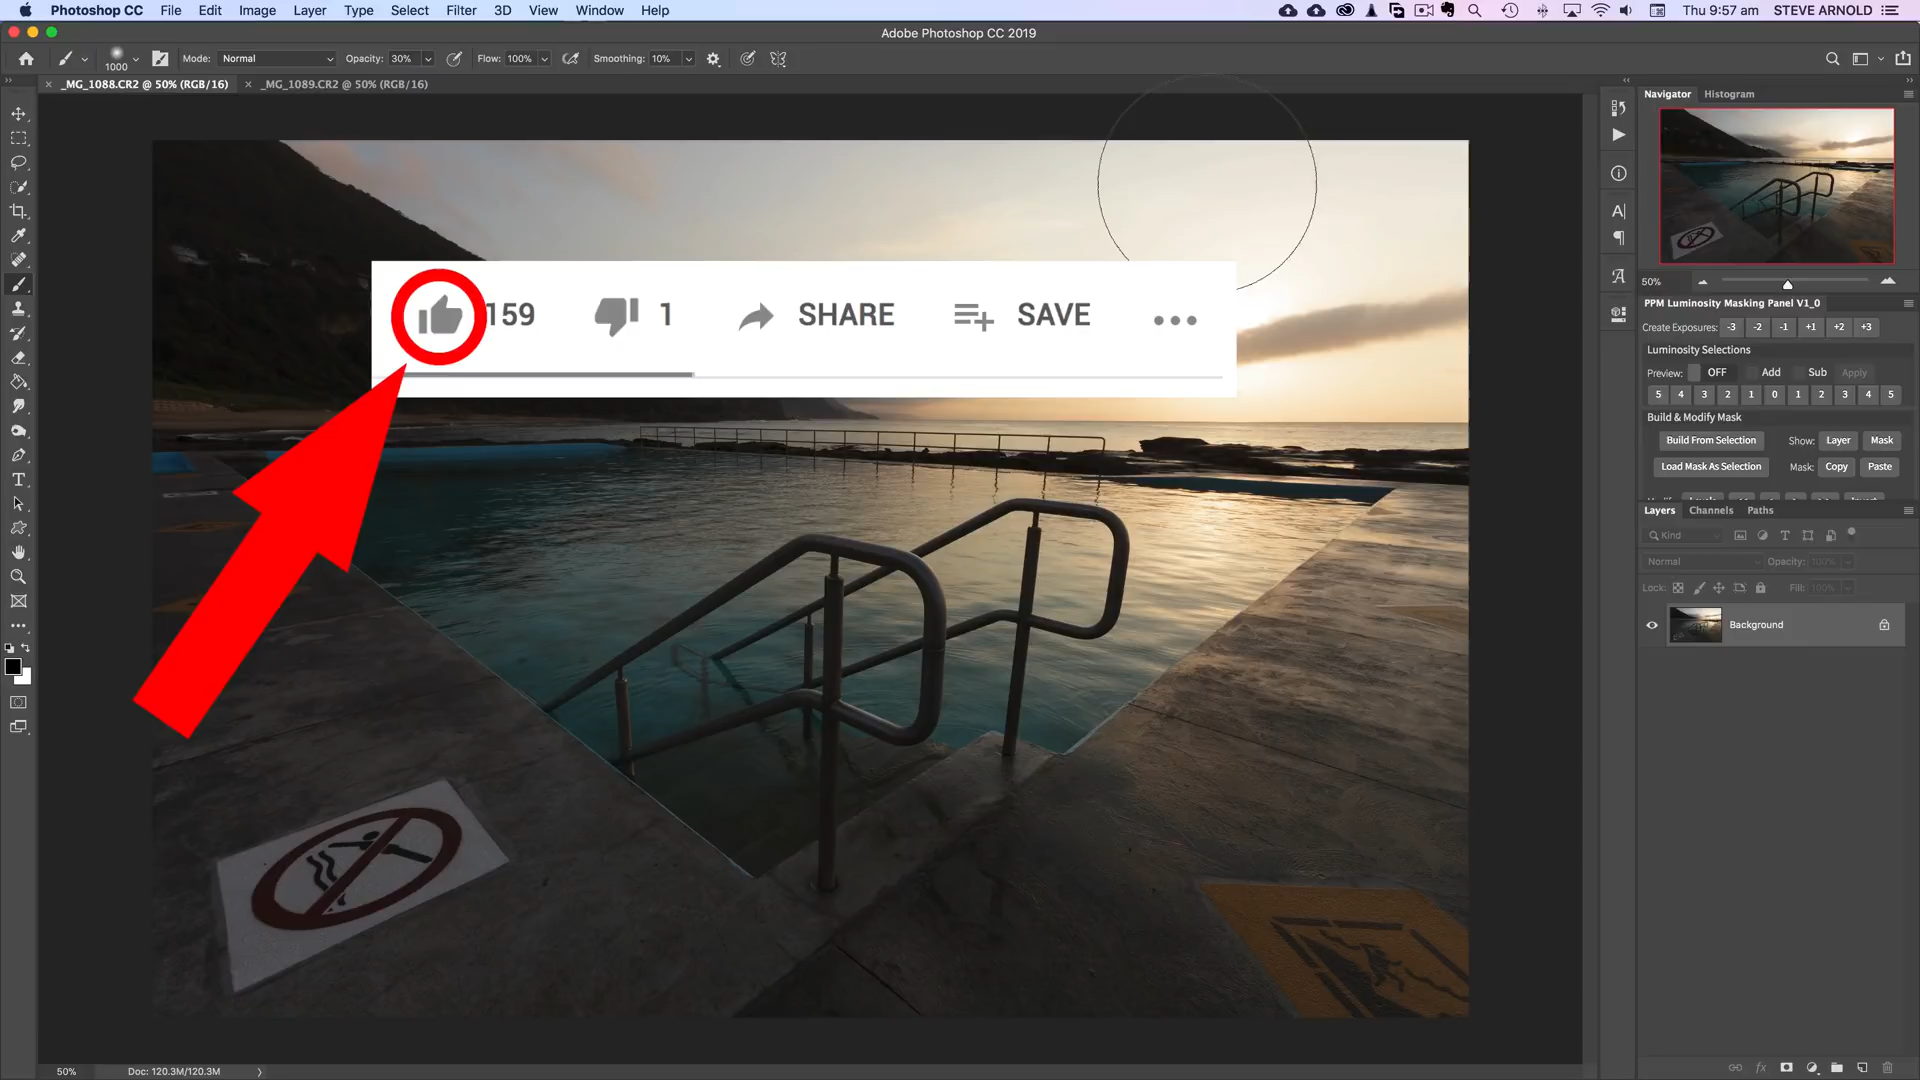 Photoshop CC File Edit Image Layer Type Select Filter 3D View Window Help Thu 9:57 am STEVE ARNOLD
Adobe Photoshop CC 2019
1000 Mode: Normal Opacity: 30% Flow: 100% Smoothing: 10%
_MG_1088.CR2 @ 50% (RGB/16) _MG_1089.CR2 @ 50% (RGB/16)
Navigator Histogram
159 1 SHARE SAVE
50%
PPM Luminosity Masking Panel V1_0
Create Exposures: -3 -2 -1 +1 +2 +3
Luminosity Selections
Preview: OFF Add Sub Apply
5 4 3 2 1 0 1 2 3 4 5
Build & Modify Mask
Build From Selection Show: Layer Mask
Load Mask As Selection Mask: Copy Paste
Layers Channels Paths
Kind
Normal Opacity: 100%
Lock: Fill: 100%
Background
50% Doc: 120.3M/120.3M